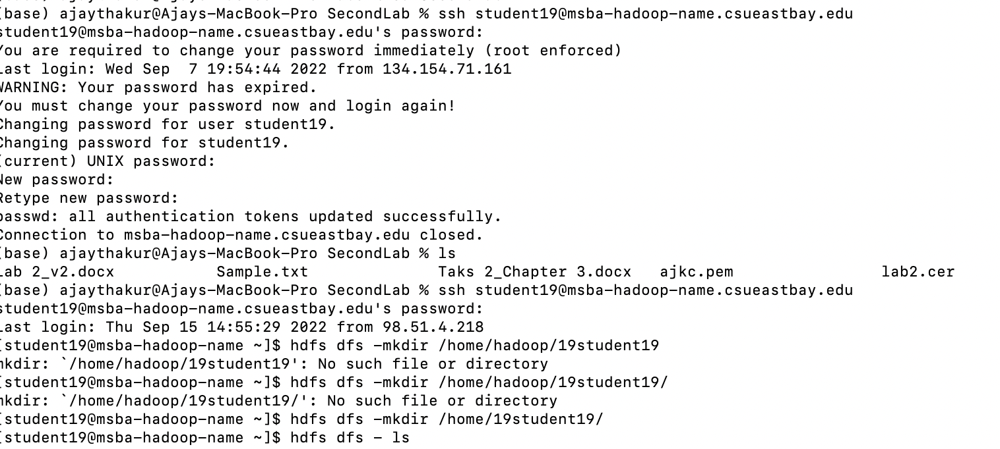 (base) ajaythakur@Ajays-MacBook-Pro SecondLab % ssh student19@msba-hadoop-name.csueastbay.edu
student19@msba-hadoop-name.csueastbay.edu's password:
You are required to change your password immediately (root enforced)
Last login: Wed Sep  7 19:54:44 2022 from 134.154.71.161
WARNING: Your password has expired.
You must change your password now and login again!
Changing password for user student19.
Changing password for student19.
(current) UNIX password:
New password:
Retype new password:
passwd: all authentication tokens updated successfully.
Connection to msba-hadoop-name.csueastbay.edu closed.
(base) ajaythakur@Ajays-MacBook-Pro SecondLab % ls
Lab 2_v2.docx           Sample.txt              Taks 2_Chapter 3.docx   ajkc.pem                lab2.cer
(base) ajaythakur@Ajays-MacBook-Pro SecondLab % ssh student19@msba-hadoop-name.csueastbay.edu
student19@msba-hadoop-name.csueastbay.edu's password:
Last login: Thu Sep 15 14:55:29 2022 from 98.51.4.218
[student19@msba-hadoop-name ~]$ hdfs dfs -mkdir /home/hadoop/19student19
mkdir: `/home/hadoop/19student19': No such file or directory
[student19@msba-hadoop-name ~]$ hdfs dfs -mkdir /home/hadoop/19student19/
mkdir: `/home/hadoop/19student19/': No such file or directory
[student19@msba-hadoop-name ~]$ hdfs dfs -mkdir /home/19student19/
[student19@msba-hadoop-name ~]$ hdfs dfs - ls